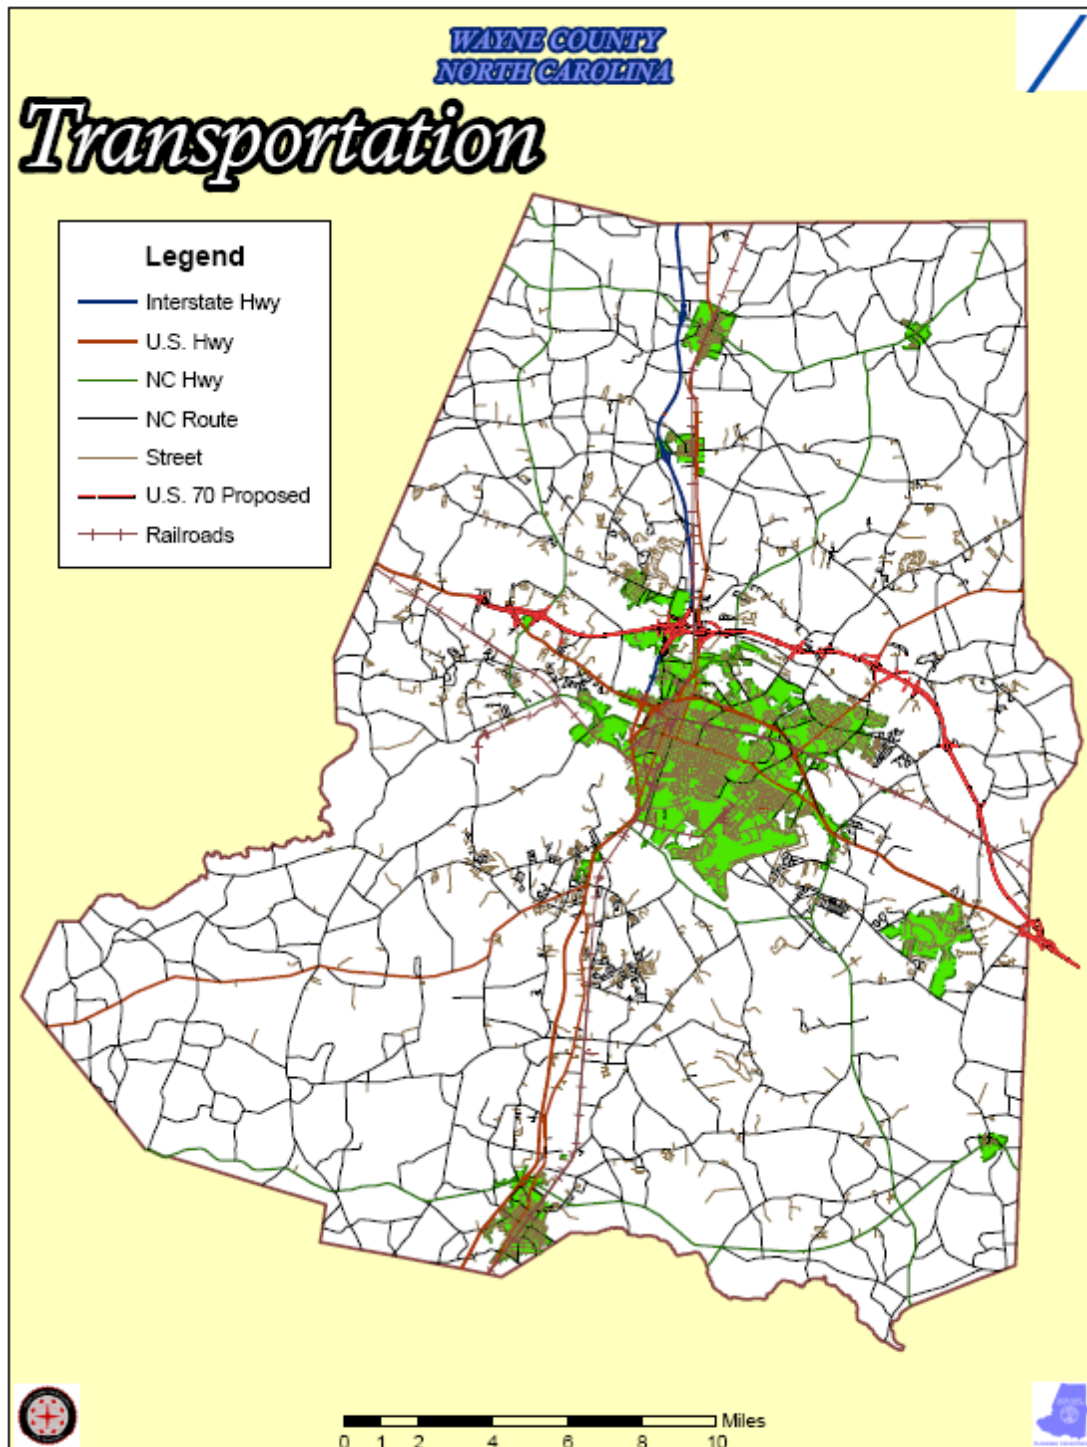 WAYNE COUNTY
NORTH CAROLINA
Transportation
Legend
Interstate Hwy
U.S. Hwy
NC Hwy
NC Route
Street
U.S. 70 Proposed
Railroads
Miles
0 1 2 4 6 8 10